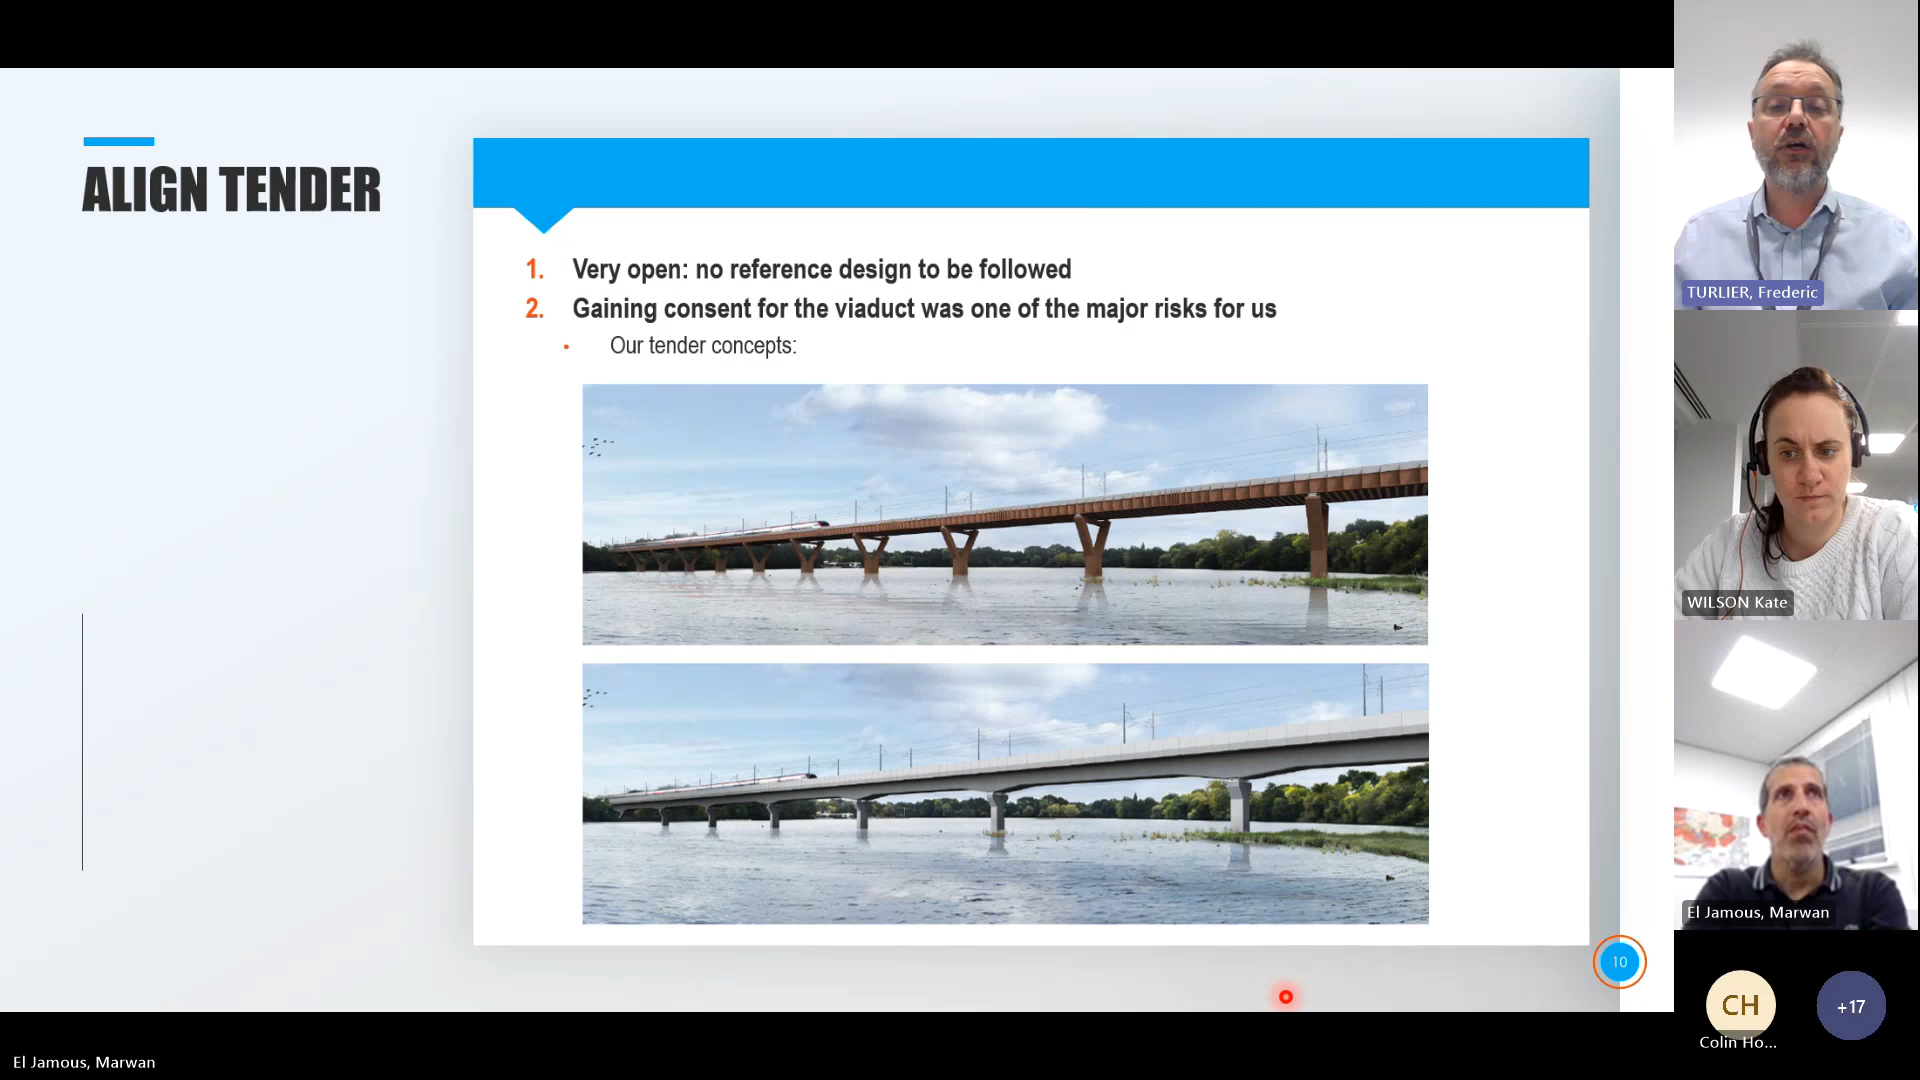 ALIGN TENDER
1. Very open: no reference design to be followed
2. Gaining consent for the viaduct was one of the major risks for us
• Our tender concepts:
10
TURLIER, Frederic
WILSON Kate
El Jamous, Marwan
CH
Colin Ho...
+17
El Jamous, Marwan